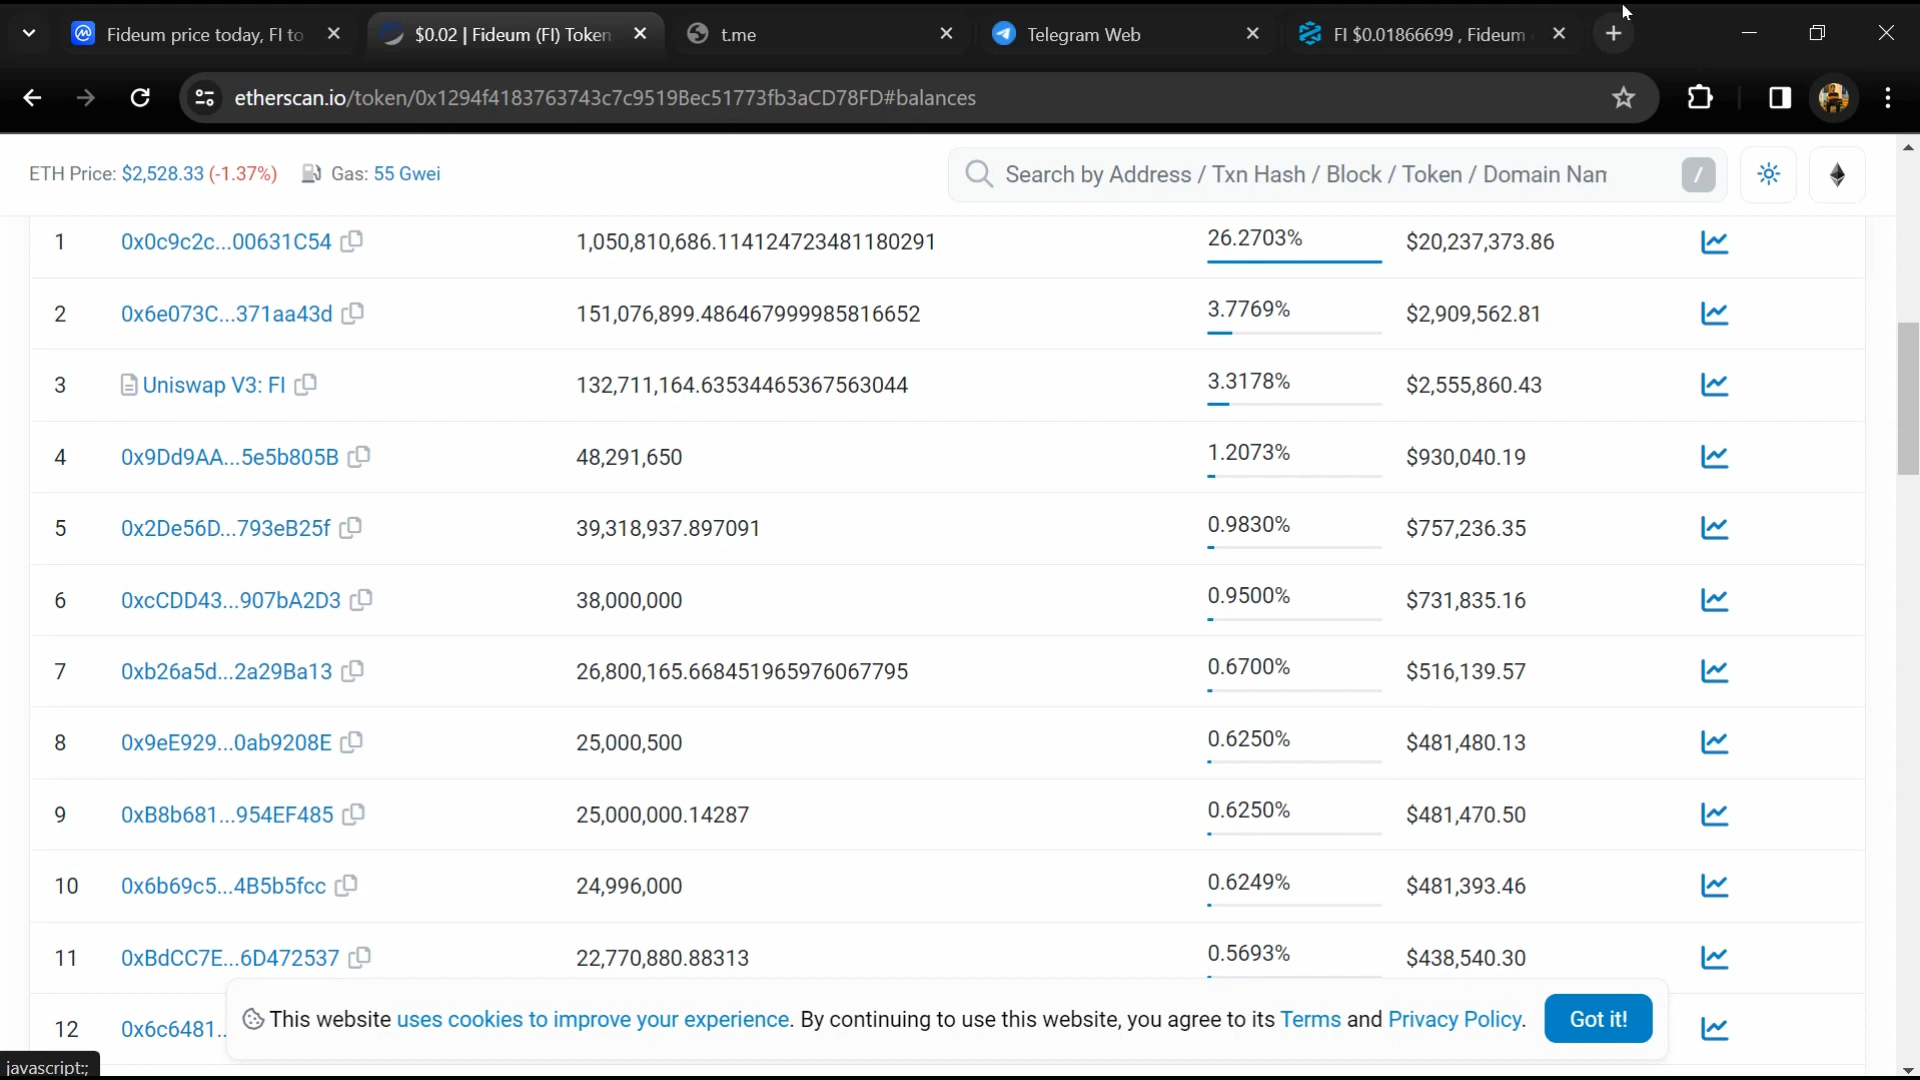 Fideum price today, FI to
$0.02 | Fideum (FI) Token
t.me
Telegram Web
FI $0.01866699 , Fideum
etherscan.io/token/0x1294f4183763743c7c9519Bec51773fb3aCD78FD#balances
ETH Price: $2,528.33 (-1.37%) Gas: 55 Gwei
Search by Address / Txn Hash / Block / Token / Domain Nam
/
1 0x0c9c2c...00631C54 1,050,810,686.114124723481180291 26.2703% $20,237,373.86
2 0x6e073C...371aa43d 151,076,899.486467999985816652 3.7769% $2,909,562.81
3 Uniswap V3: FI 132,711,164.63534465367563044 3.3178% $2,555,860.43
4 0x9Dd9AA...5e5b805B 48,291,650 1.2073% $930,040.19
5 0x2De56D...793eB25f 39,318,937.897091 0.9830% $757,236.35
6 0xcCDD43...907bA2D3 38,000,000 0.9500% $731,835.16
7 0xb26a5d...2a29Ba13 26,800,165.668451965976067795 0.6700% $516,139.57
8 0x9eE929...0ab9208E 25,000,500 0.6250% $481,480.13
9 0xB8b681...954EF485 25,000,000.14287 0.6250% $481,470.50
10 0x6b69c5...4B5b5fcc 24,996,000 0.6249% $481,393.46
11 0xBdCC7E...6D472537 22,770,880.88313 0.5693% $438,540.30
12 0x6c6481..
This website uses cookies to improve your experience. By continuing to use this website, you agree to its Terms and Privacy Policy.
Got it!
javascript:;